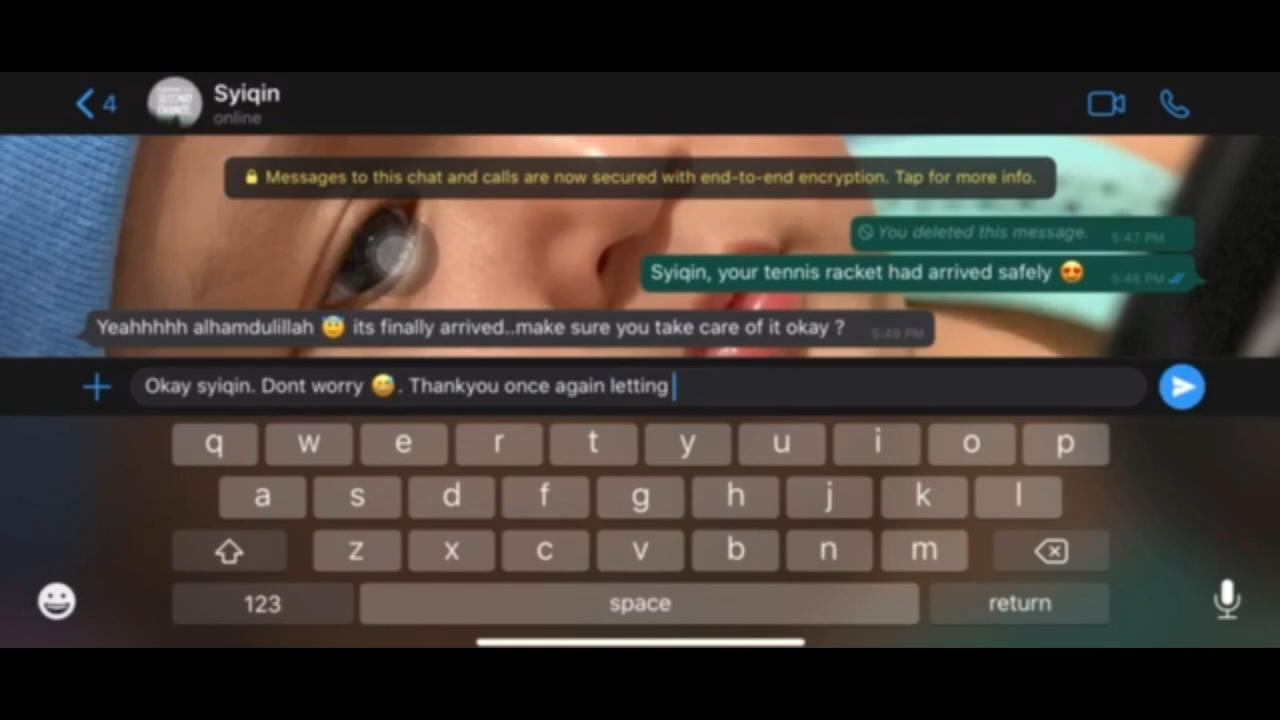 4
Syiqin
online
🔒 Messages to this chat and calls are now secured with end-to-end encryption. Tap for more info.
You deleted this message. 5:47 PM
Syiqin, your tennis racket had arrived safely 😍 5:48 PM
Yeahhhhh alhamdulillah 😇 its finally arrived..make sure you take care of it okay ? 5:49 PM
Okay syiqin. Dont worry 😅. Thankyou once again letting
q w e r t y u i o p
a s d f g h j k l
z x c v b n m
123 space return